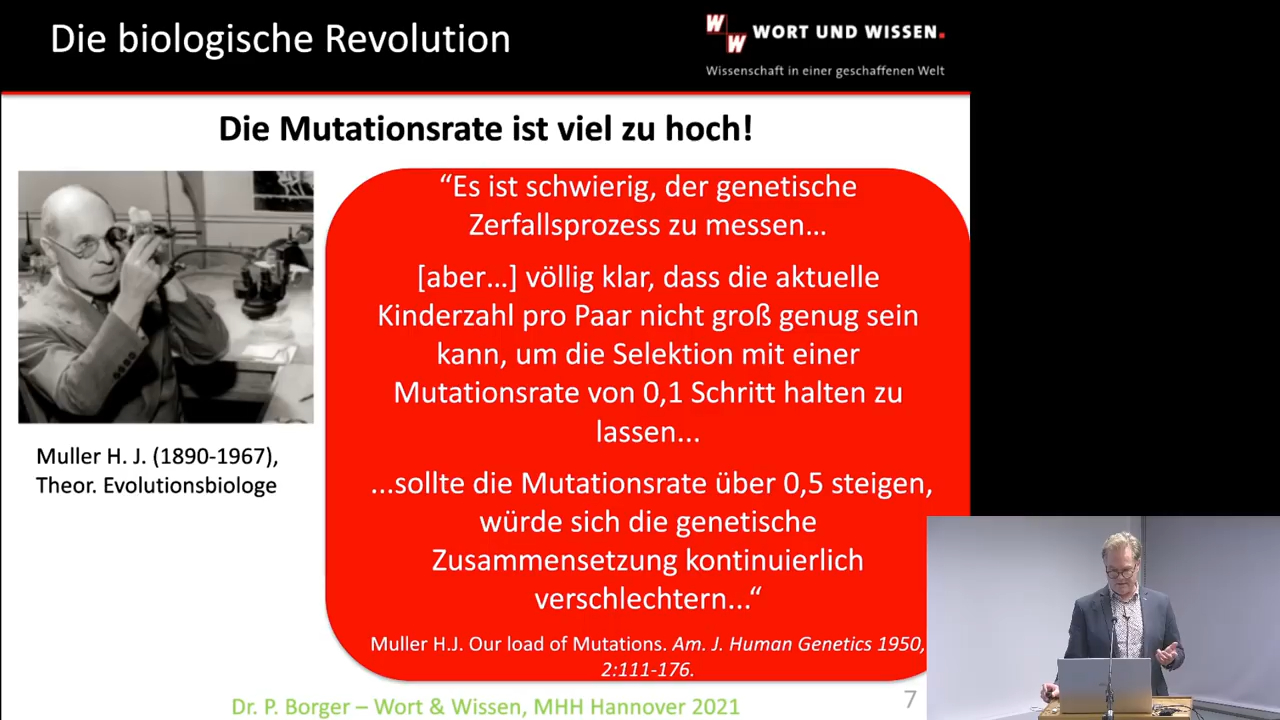 Die biologische Revolution
W
W
WORT UND WISSEN.
Wissenschaft in einer geschaffenen Welt
Die Mutationsrate ist viel zu hoch!
“Es ist schwierig, der genetische
Zerfallsprozess zu messen…
[aber…] völlig klar, dass die aktuelle
Kinderzahl pro Paar nicht groß genug sein
kann, um die Selektion mit einer
Mutationsrate von 0,1 Schritt halten zu
lassen...
...sollte die Mutationsrate über 0,5 steigen,
würde sich die genetische
Zusammensetzung kontinuierlich
verschlechtern...“
Muller H.J. Our load of Mutations. Am. J. Human Genetics 1950,
2:111-176.
Muller H. J. (1890-1967),
Theor. Evolutionsbiologe
Dr. P. Borger – Wort & Wissen, MHH Hannover 2021
7